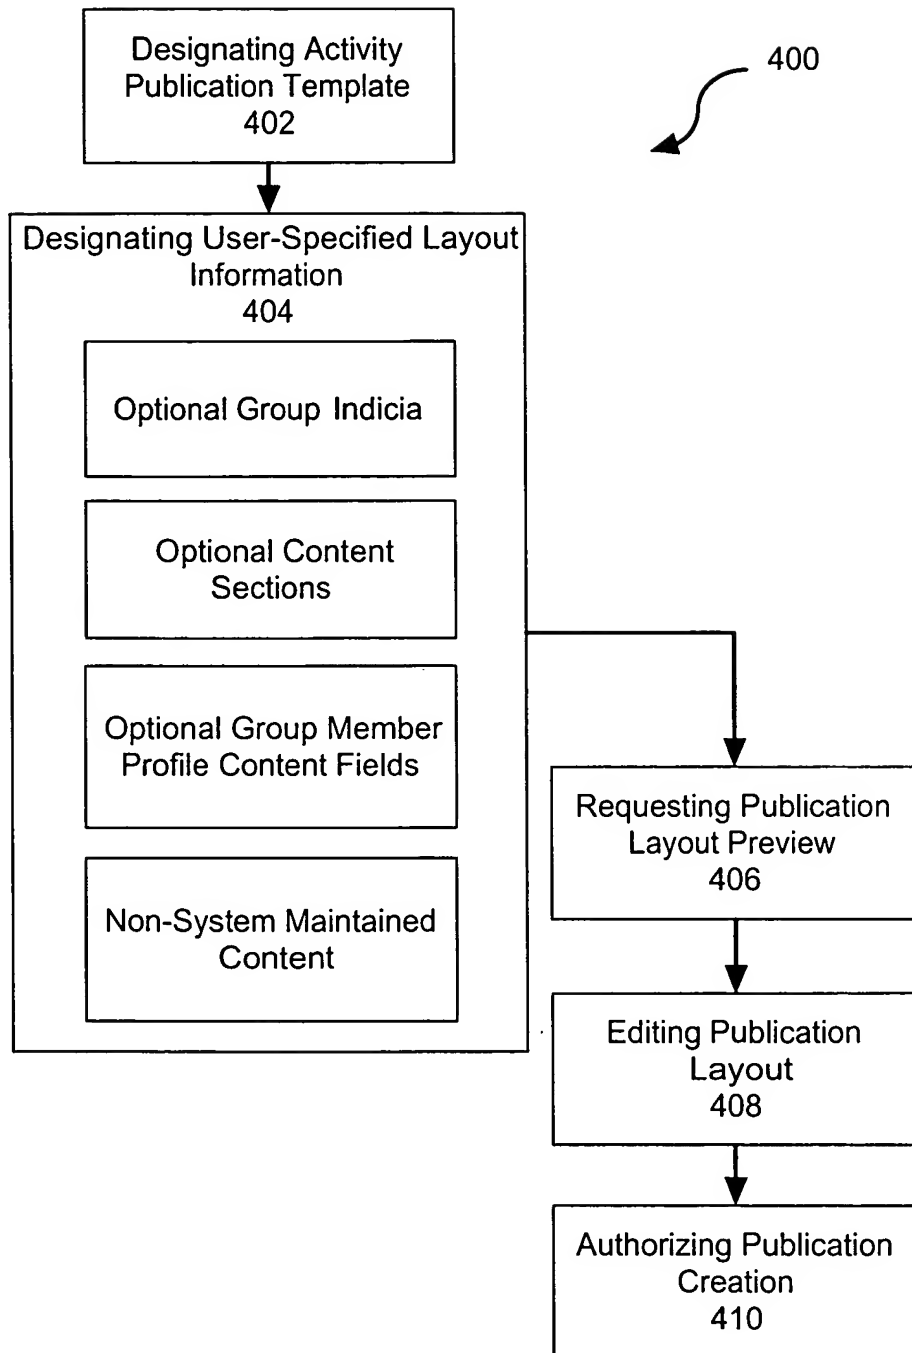 Designating Activity
Publication Template
402
400
Designating User-Specified Layout
Information
404
Optional Group Indicia
Optional Content
Sections
Optional Group Member
Profile Content Fields
Non-System Maintained
Content
Requesting Publication
Layout Preview
406
Editing Publication
Layout
408
Authorizing Publication
Creation
410